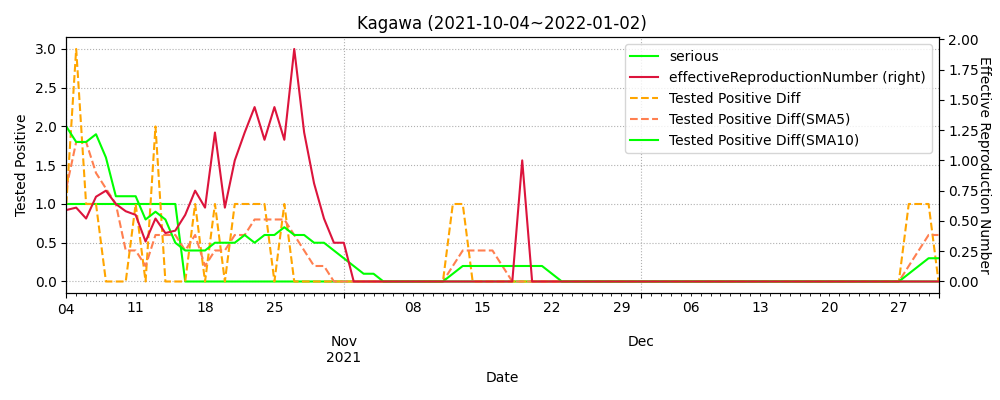 Kagawa (2021-10-04~2022-01-02)
serious
effectiveReproductionNumber (right)
Tested Positive Diff
Tested Positive Diff(SMA5)
Tested Positive Diff(SMA10)
Tested Positive
3.0
2.5
2.0
1.5
1.0
0.5
0.0
Effective Reproduction Number
2.00
1.75
1.50
1.25
1.00
0.75
0.50
0.25
0.00
04 11 18 25 08 15 22 29 06 13 20 27
Nov Dec
2021
Date